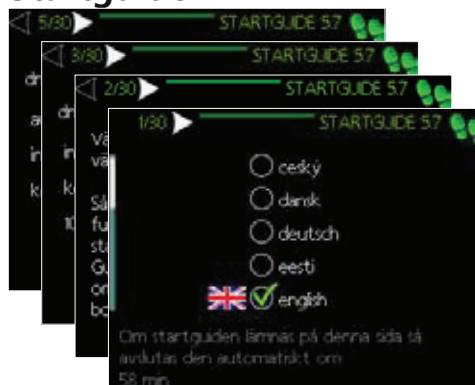 5/30 STARTGUIDE 5.7
3/30 STARTGUIDE 5.7
2/30 STARTGUIDE 5.7
1/30 STARTGUIDE 5.7
český
dansk
deutsch
eesti
english
Om startguiden lämnas på denna sida så
avslutas den automatiskt om
58 min